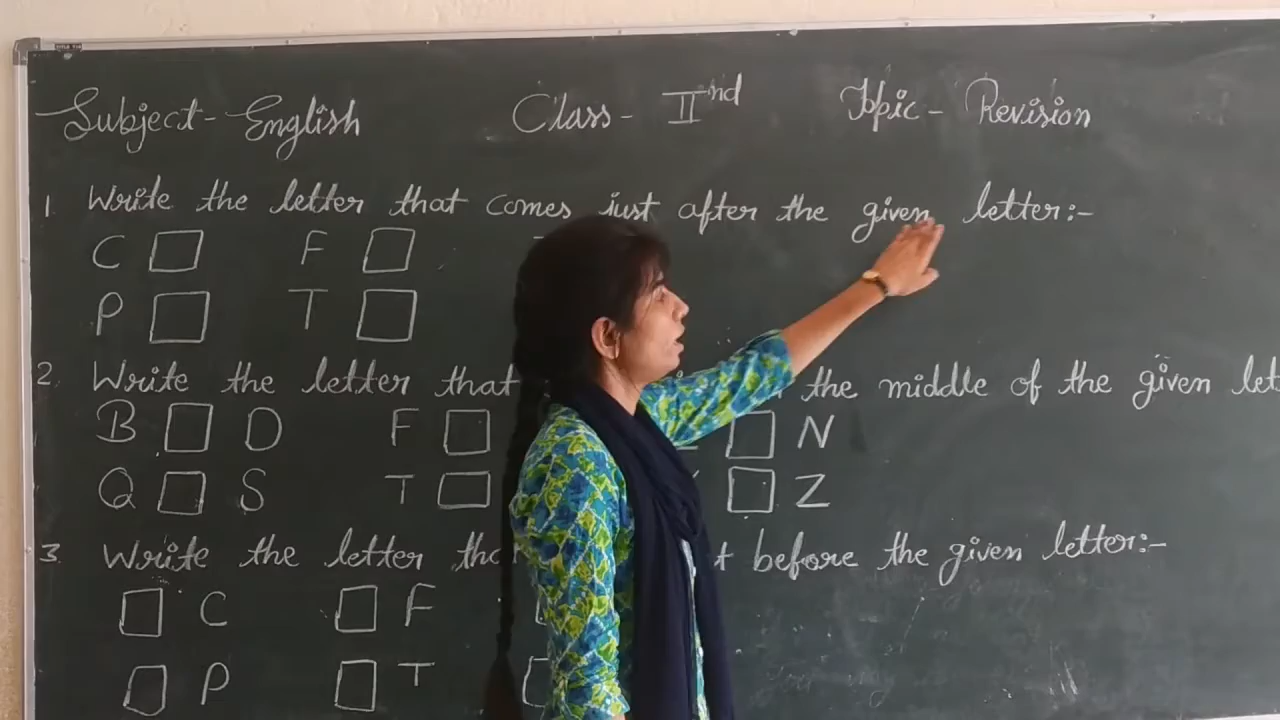 Subject- English Class- IInd Topic- Revision
1. Write the letter that comes just after the given letter:-
C F
P T
2. Write the letter that the middle of the given let
B D F N
Q S T Z
3. Write the letter before the given letter:-
C F
P T